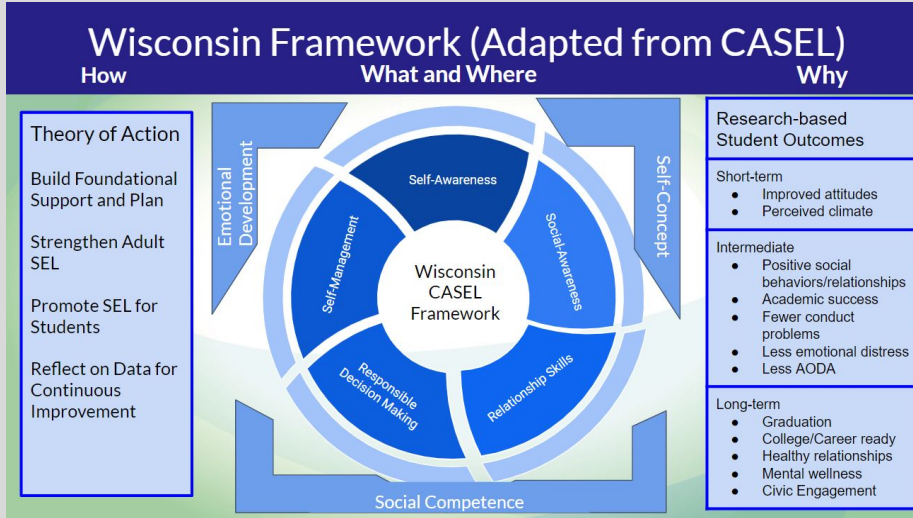 Wisconsin Framework (Adapted from CASEL)
How
What and Where
Why
Theory of Action
Build Foundational
Support and Plan
Strengthen Adult
SEL
Promote SEL for
Students
Reflect on Data for
Continuous
Improvement
Emotional
Development
Self-Concept
Self-Awareness
Social-Awareness
Self-Management
Wisconsin
CASEL
Framework
Responsible
Decision Making
Relationship Skills
Social Competence
Research-based
Student Outcomes
Short-term
● Improved attitudes
● Perceived climate
Intermediate
● Positive social
behaviors/relationships
● Academic success
● Fewer conduct
problems
● Less emotional distress
● Less AODA
Long-term
● Graduation
● College/Career ready
● Healthy relationships
● Mental wellness
● Civic Engagement